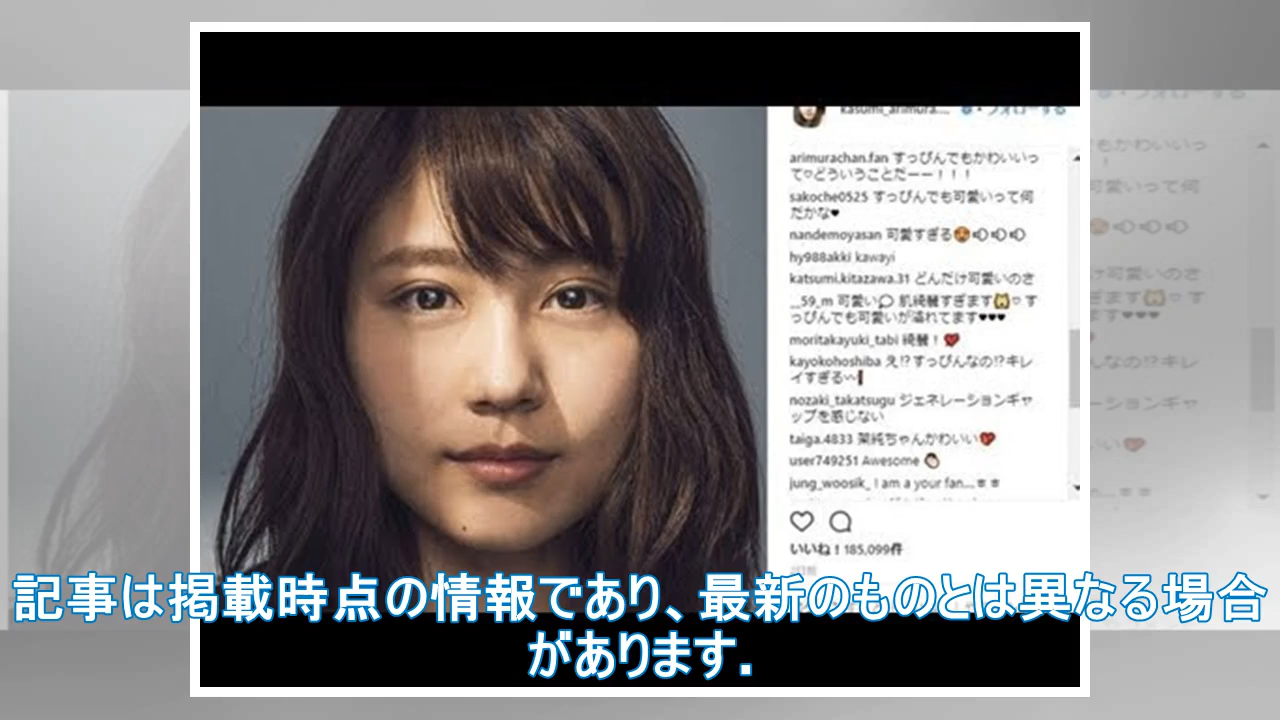 kasumi_arimura.... ・フォローする
arimurachan.fan すっぴんでもかわいいっ
て♡どういうことだーー！！！
sakoche0525 すっぴんでも可愛いって何
だかな♥
nandemoyasan 可愛すぎる
hy988akki kawayi
katsumi.kitazawa.31 どんだけ可愛いのさ
__59_m 可愛い 肌綺麗すぎます♡ す
っぴんでも可愛いが溢れてます♥♥♥
moritakayuki_tabi 綺麗！
kayokohoshiba え!? すっぴんなの!? キレ
イすぎる〜
nozaki_takatsugu ジェネレーションギャ
ップを感じない
taiga.4833 架純ちゃんかわいい
user749251 Awesome
jung_woosik_ I am a your fan....ㅎㅎ
いいね！185,099件
記事は掲載時点の情報であり、最新のものとは異なる場合
があります.